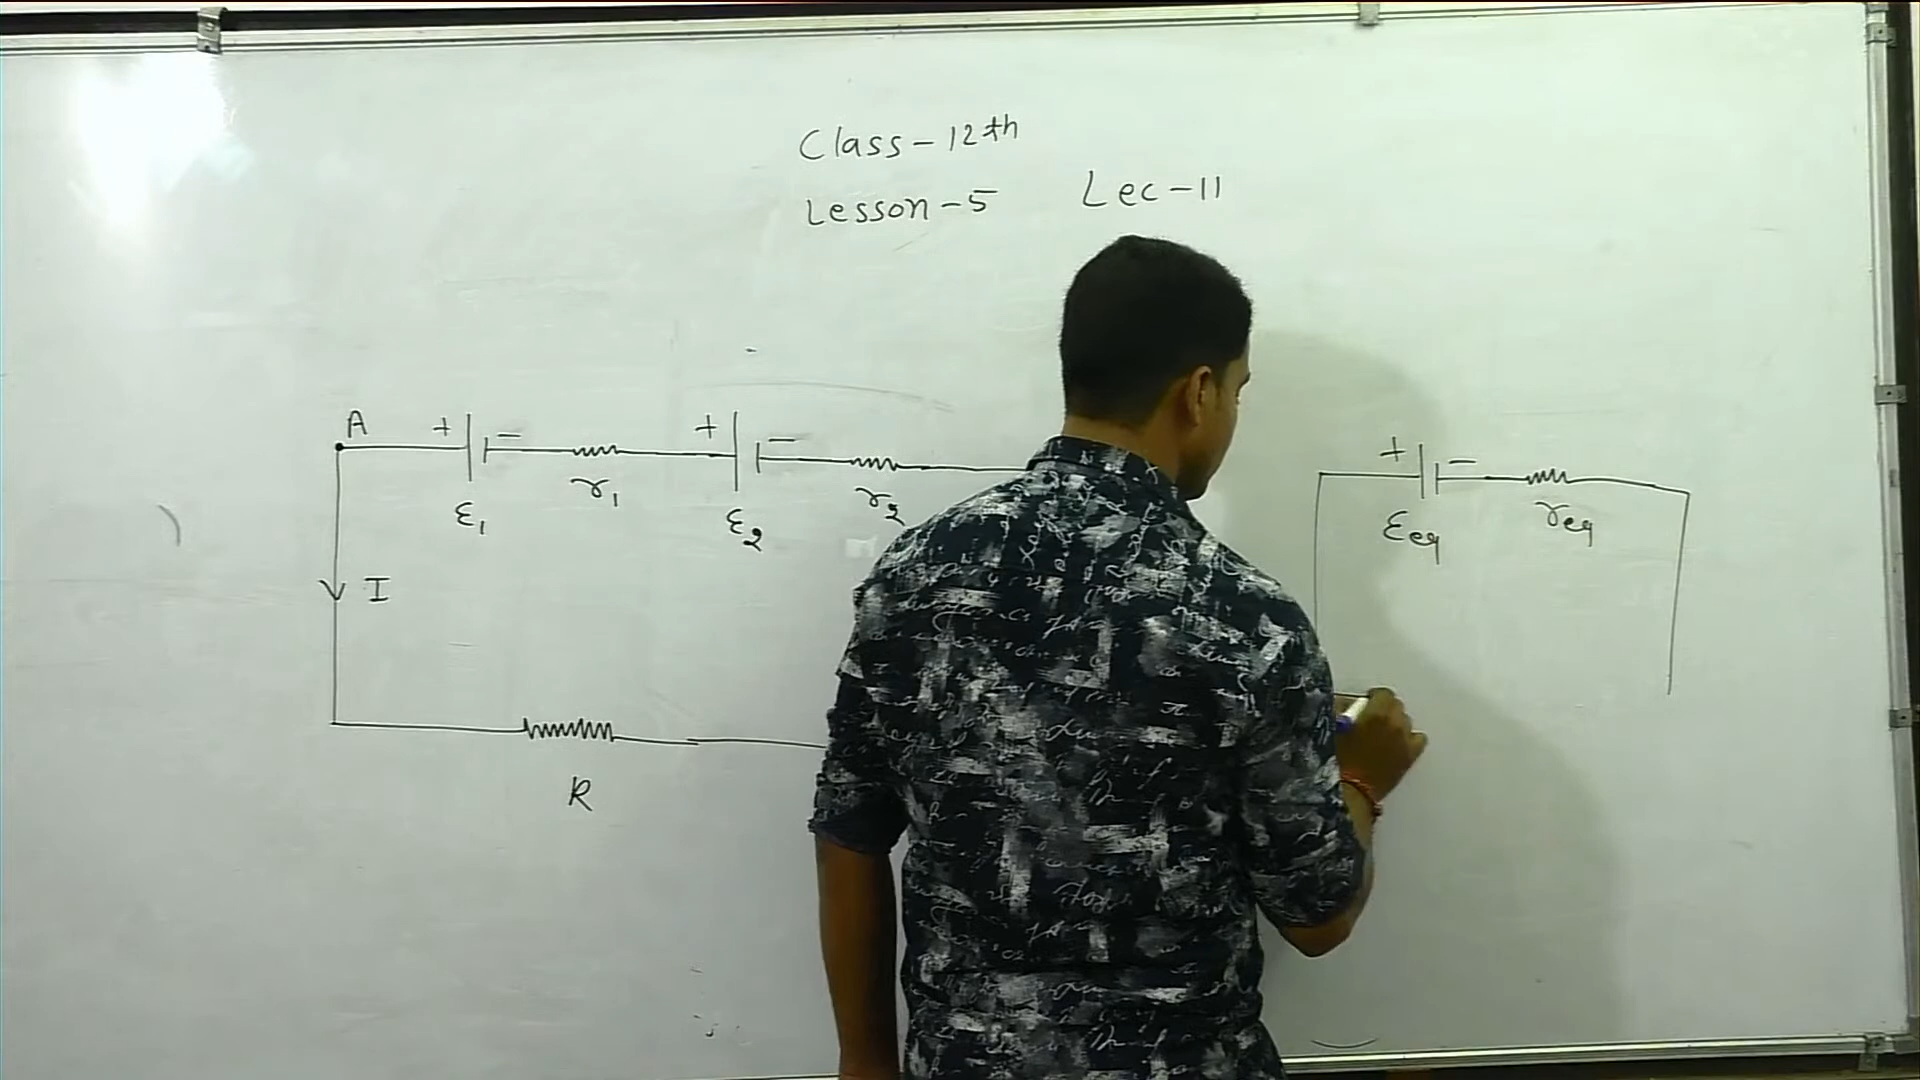 Class-12th
Lesson-5 Lec-11
A + - + -
r₁ r₂
ε₁ ε₂
I
R
+ -
εeq req